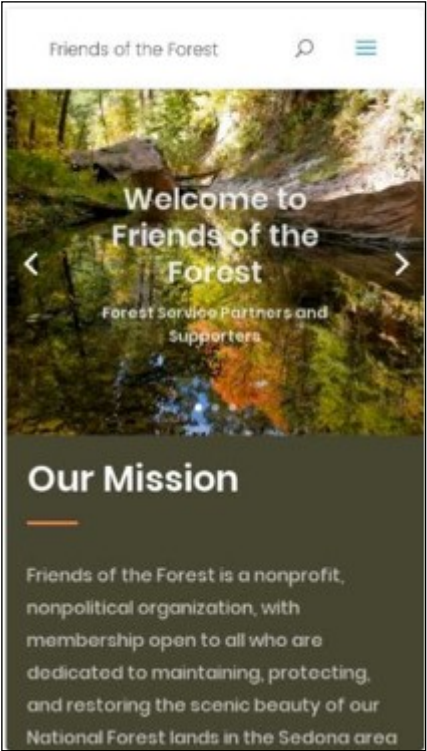 Friends of the Forest
Welcome to
Friends of the
Forest
Forest Service Partners and
Supporters
Our Mission
Friends of the Forest is a nonprofit,
nonpolitical organization, with
membership open to all who are
dedicated to maintaining, protecting,
and restoring the scenic beauty of our
National Forest lands in the Sedona area